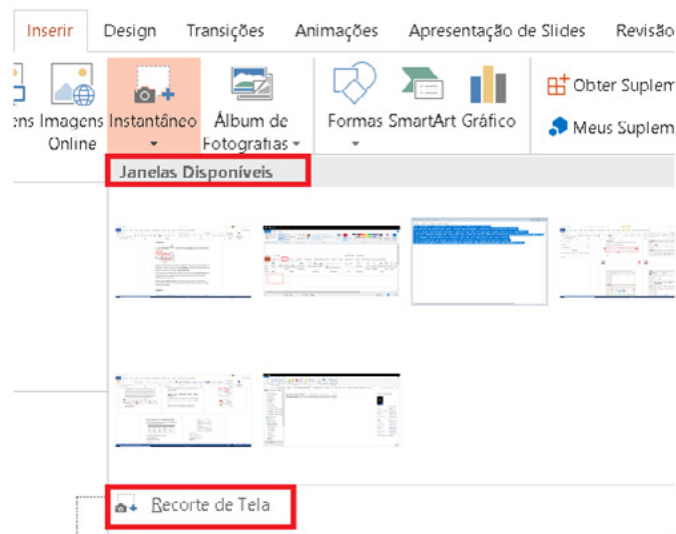 Inserir Design Transições Animações Apresentação de Slides Revisão
Obter Suplem
ens Imagens Instantâneo Álbum de Formas SmartArt Gráfico
Meus Suplem
Online Fotografias
Janelas Disponíveis
Recorte de Tela